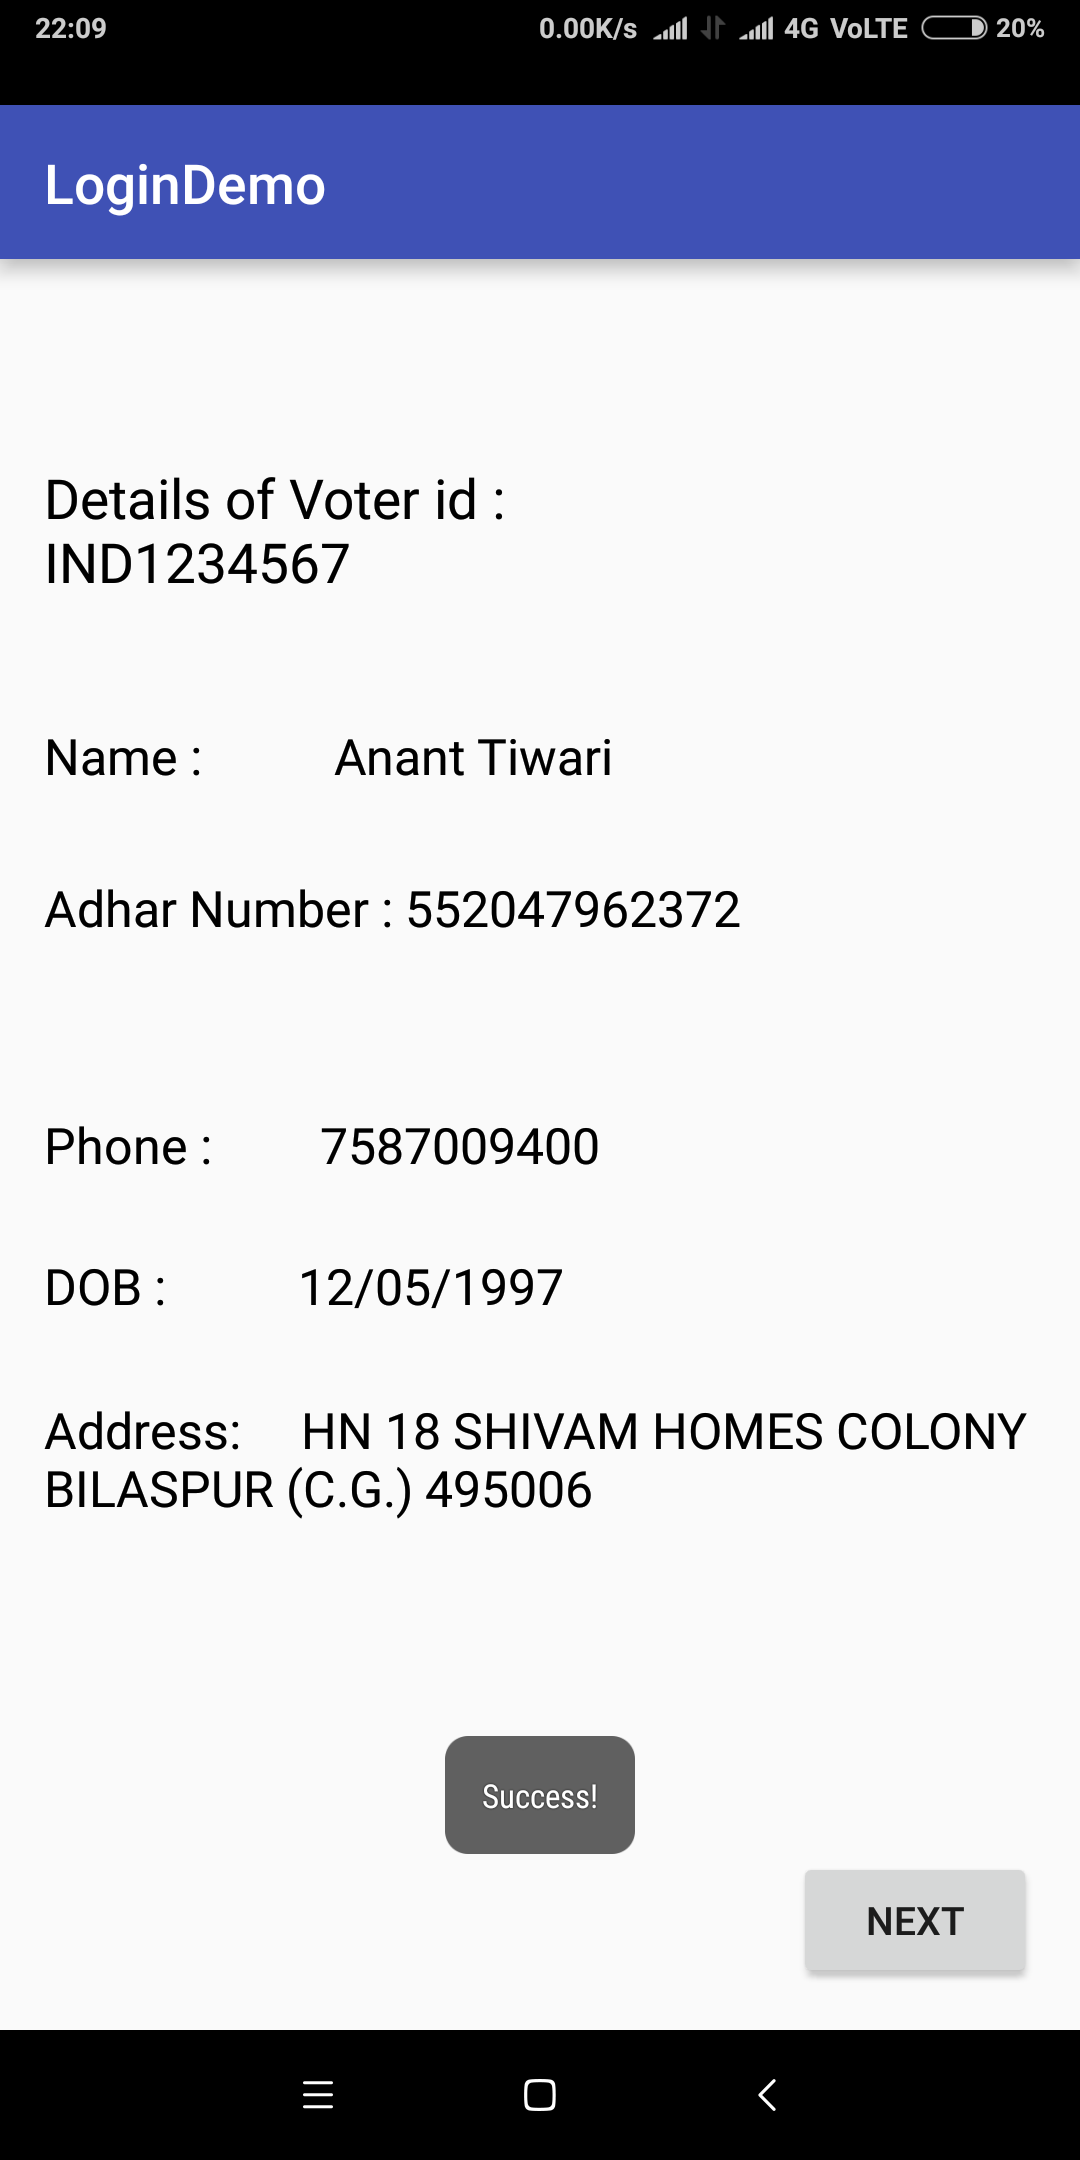 22:09 0.00K/s 4G VoLTE 20%
LoginDemo
Details of Voter id :
IND1234567
Name : Anant Tiwari
Adhar Number : 552047962372
Phone : 7587009400
DOB : 12/05/1997
Address: HN 18 SHIVAM HOMES COLONY
BILASPUR (C.G.) 495006
Success!
NEXT